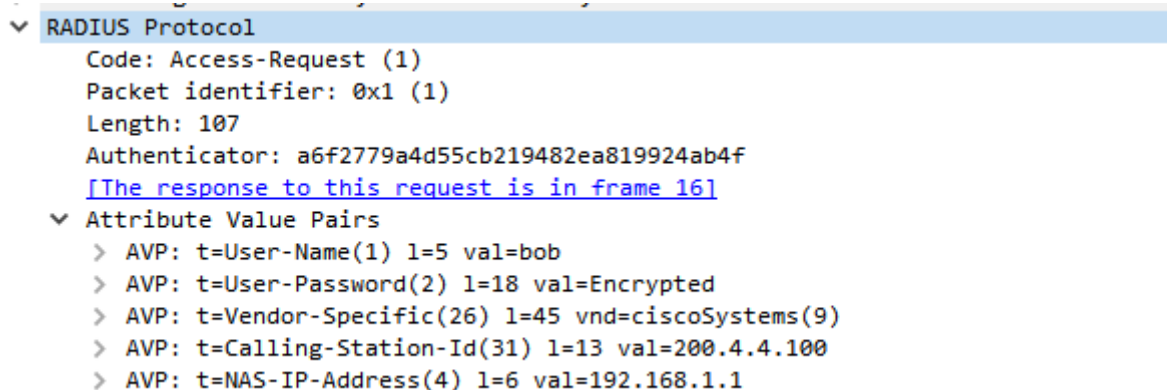 RADIUS Protocol
Code: Access-Request (1)
Packet identifier: 0x1 (1)
Length: 107
Authenticator: a6f2779a4d55cb219482ea819924ab4f
[The response to this request is in frame 16]
Attribute Value Pairs
AVP: t=User-Name(1) l=5 val=bob
AVP: t=User-Password(2) l=18 val=Encrypted
AVP: t=Vendor-Specific(26) l=45 vnd=ciscoSystems(9)
AVP: t=Calling-Station-Id(31) l=13 val=200.4.4.100
AVP: t=NAS-IP-Address(4) l=6 val=192.168.1.1